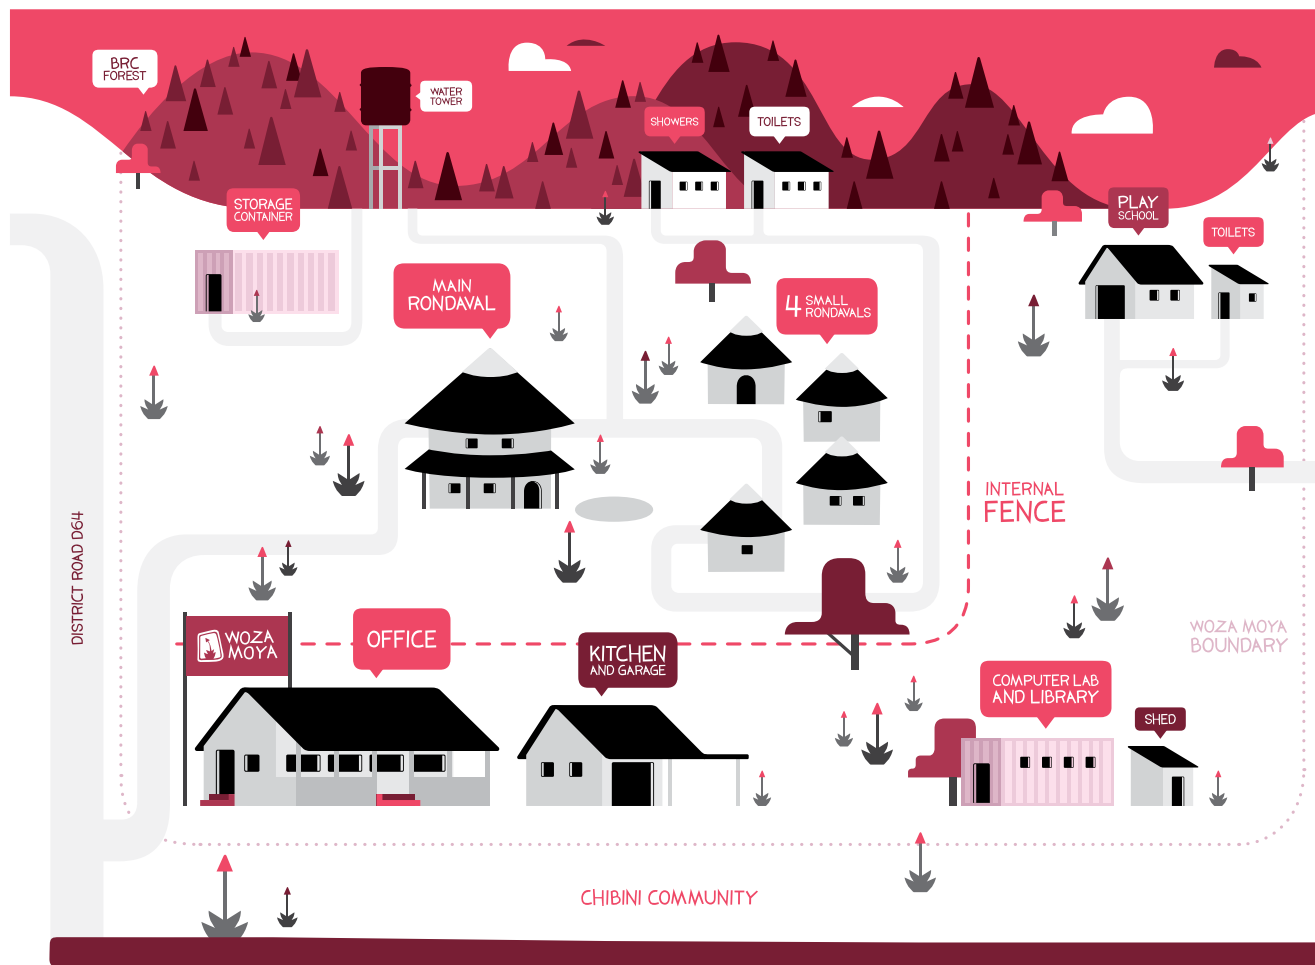 BRC
FOREST
WATER
TOWER
SHOWERS
TOILETS
STORAGE
CONTAINER
PLAY
SCHOOL
TOILETS
MAIN
RONDAVAL
4 SMALL
RONDAVALS
INTERNAL
FENCE
DISTRICT ROAD D64
WOZA
MOYA
OFFICE
KITCHEN
AND GARAGE
WOZA MOYA
BOUNDARY
COMPUTER LAB
AND LIBRARY
SHED
CHIBINI COMMUNITY